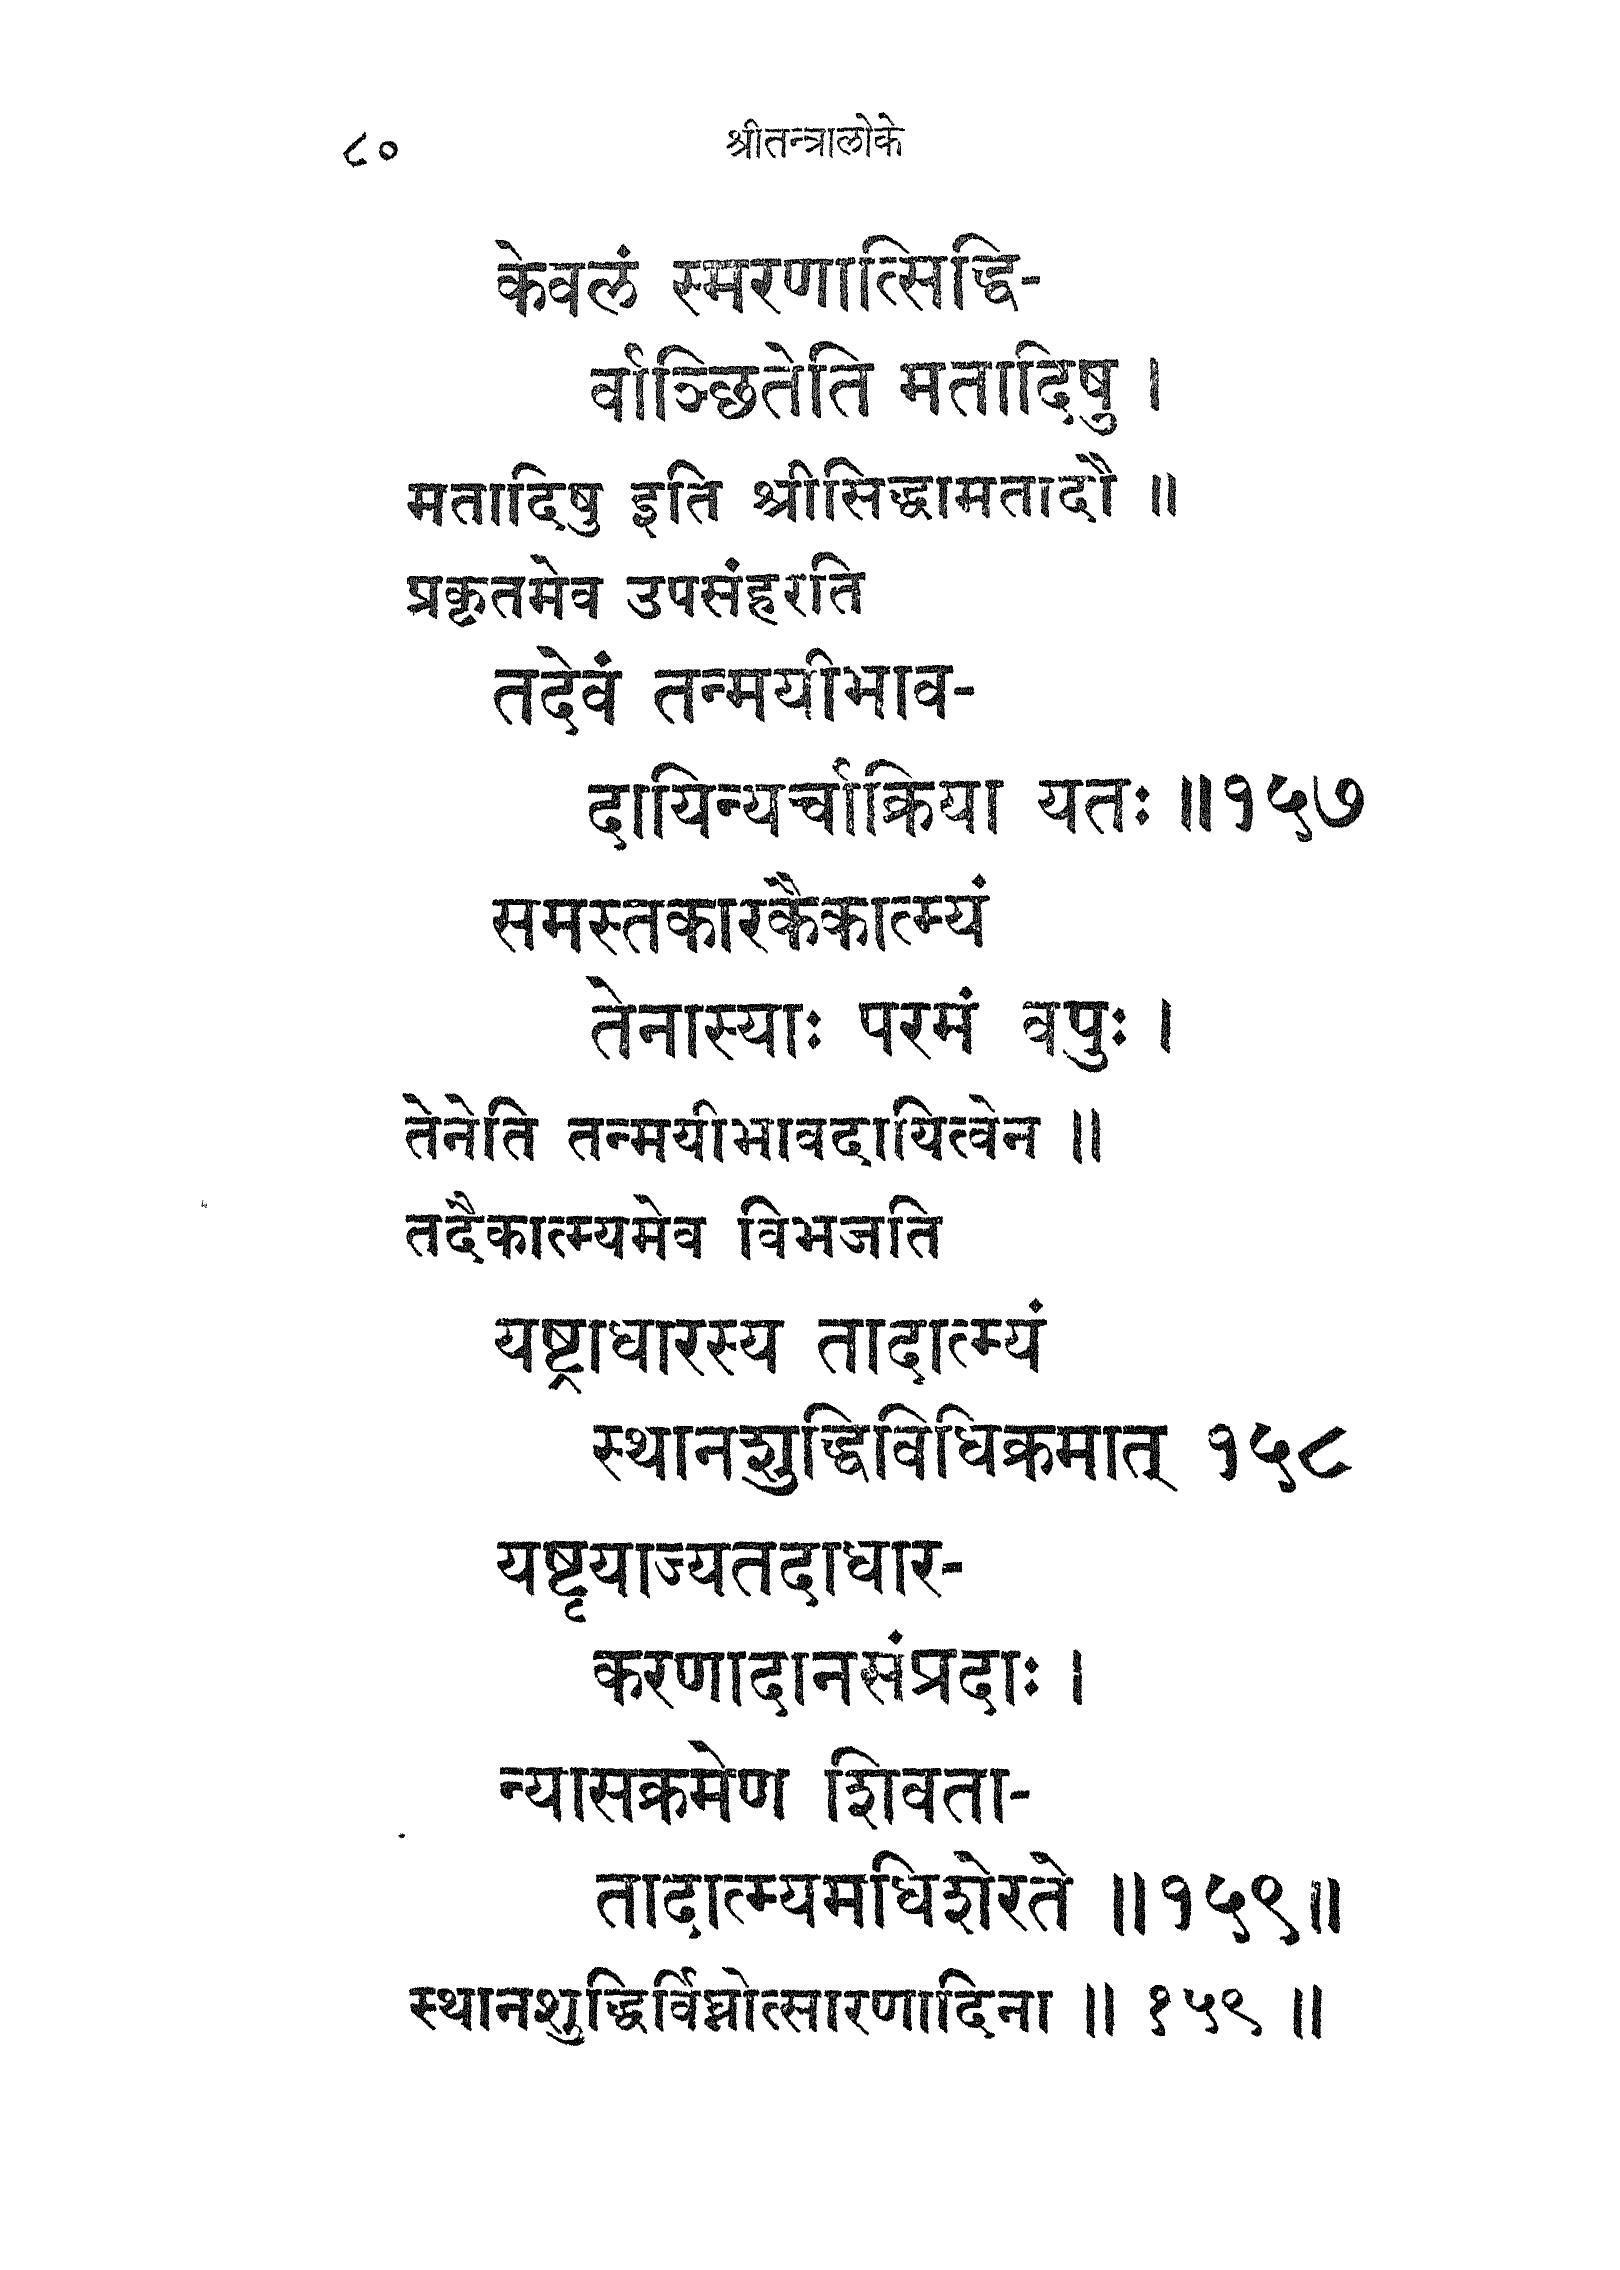 ८० श्रीतन्त्रालोके
केवलं स्मरणात्सिद्धि-
र्वाञ्छितेति मतादिषु ।
मतादिषु इति श्रीसिद्धामतादौ ॥
प्रकृतमेव उपसंहरति
तदेवं तन्मयीभाव-
दायिन्यर्चाक्रिया यतः ॥१५७
समस्तकारकैकात्म्यं
तेनास्याः परमं वपुः ।
तेनेति तन्मयीभावदायित्वेन ॥
तदैकात्म्यमेव विभजति
यष्ट्राधारस्य तादात्म्यं
स्थानशुद्धिविधिक्रमात् १५८
यष्टृयाज्यतदाधार-
करणादानसंप्रदाः ।
न्यासक्रमेण शिवता-
तादात्म्यमधिशेरते ॥१५९॥
स्थानशुद्धिर्विघ्नोत्सारणादिना ॥ १५९ ॥